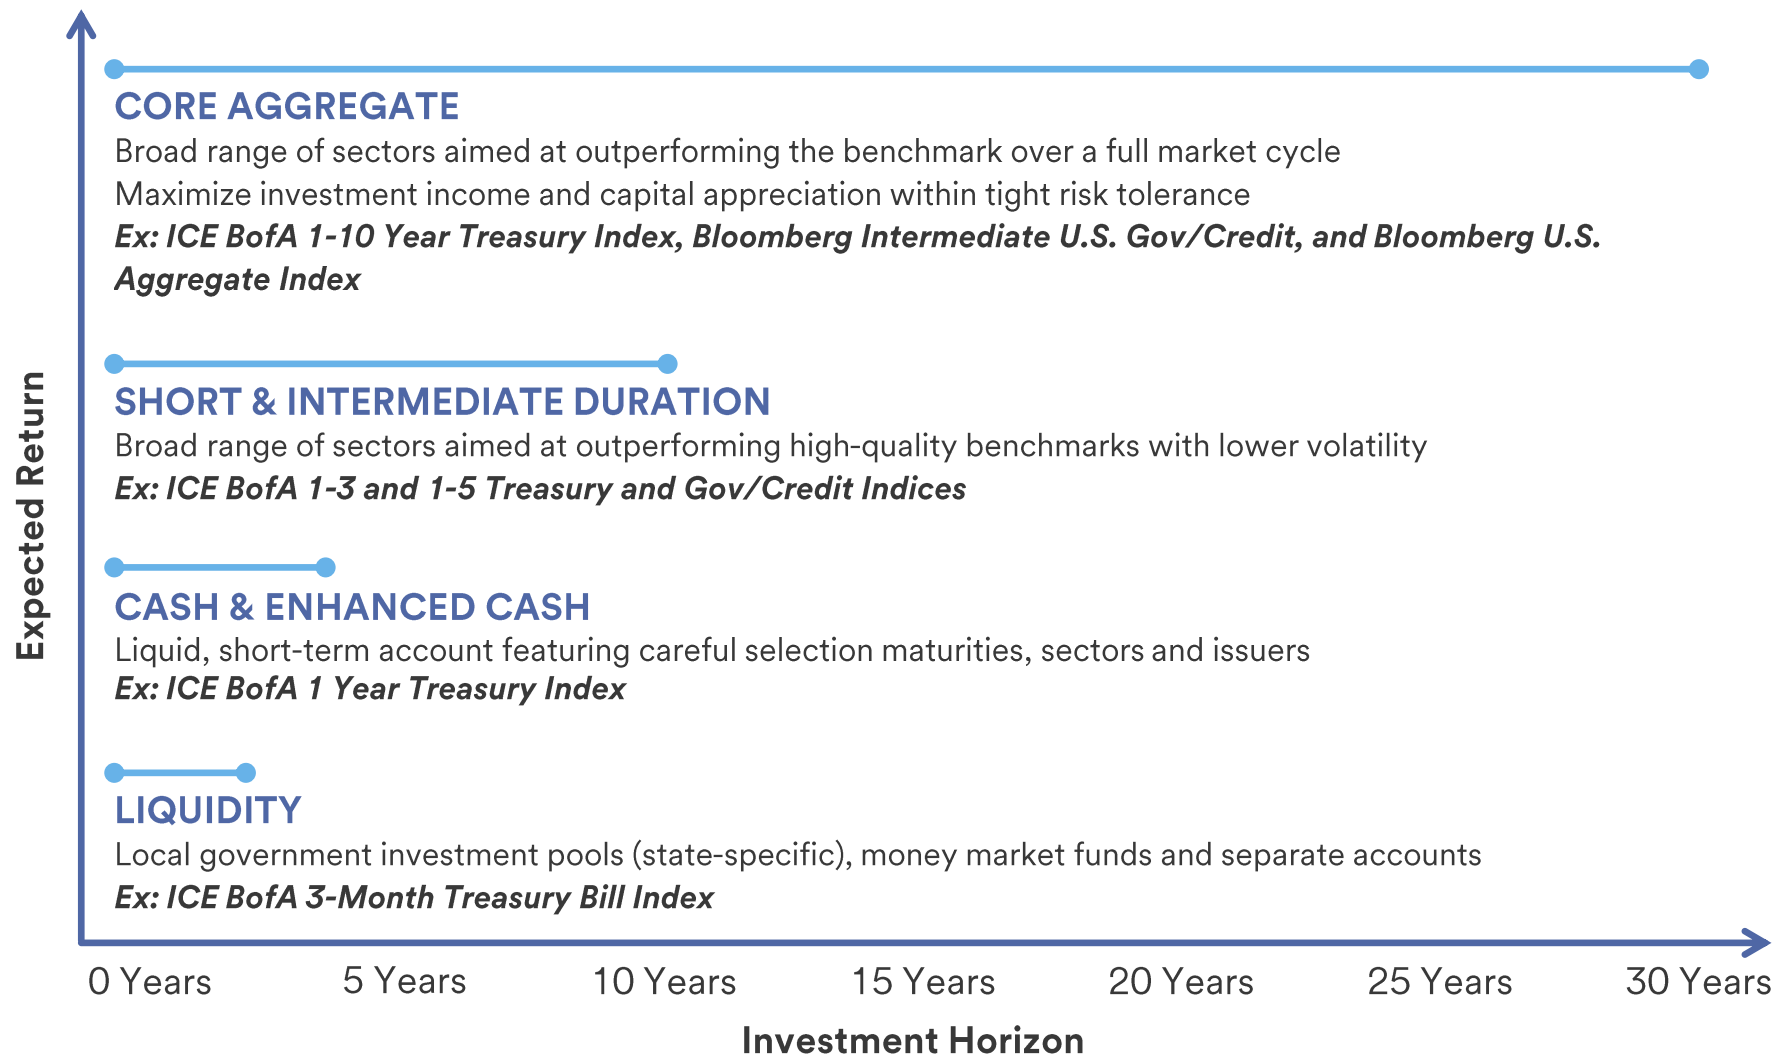 CORE AGGREGATE
Broad range of sectors aimed at outperforming the benchmark over a full market cycle
Maximize investment income and capital appreciation within tight risk tolerance
Ex: ICE BofA 1-10 Year Treasury Index, Bloomberg Intermediate U.S. Gov/Credit, and Bloomberg U.S.
Aggregate Index
SHORT & INTERMEDIATE DURATION
Broad range of sectors aimed at outperforming high-quality benchmarks with lower volatility
Ex: ICE BofA 1-3 and 1-5 Treasury and Gov/Credit Indices
CASH & ENHANCED CASH
Liquid, short-term account featuring careful selection maturities, sectors and issuers
Ex: ICE BofA 1 Year Treasury Index
LIQUIDITY
Local government investment pools (state-specific), money market funds and separate accounts
Ex: ICE BofA 3-Month Treasury Bill Index
Expected Return
0 Years 5 Years 10 Years 15 Years 20 Years 25 Years 30 Years
Investment Horizon